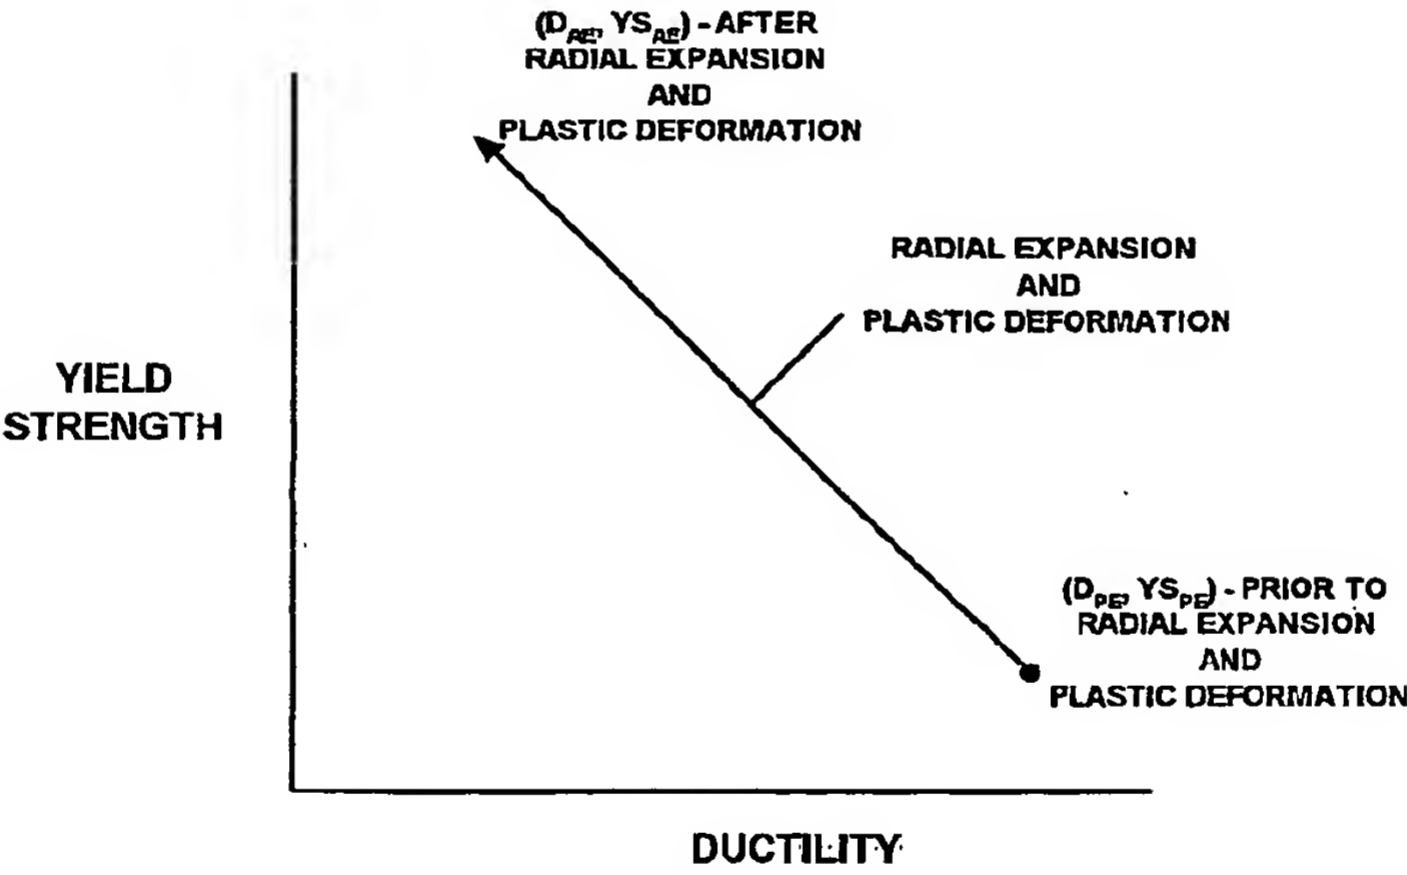 (D_AE, YS_AE) - AFTER
RADIAL EXPANSION
AND
PLASTIC DEFORMATION
RADIAL EXPANSION
AND
PLASTIC DEFORMATION
YIELD
STRENGTH
(D_PE, YS_PE) - PRIOR TO
RADIAL EXPANSION
AND
PLASTIC DEFORMATION
DUCTILITY